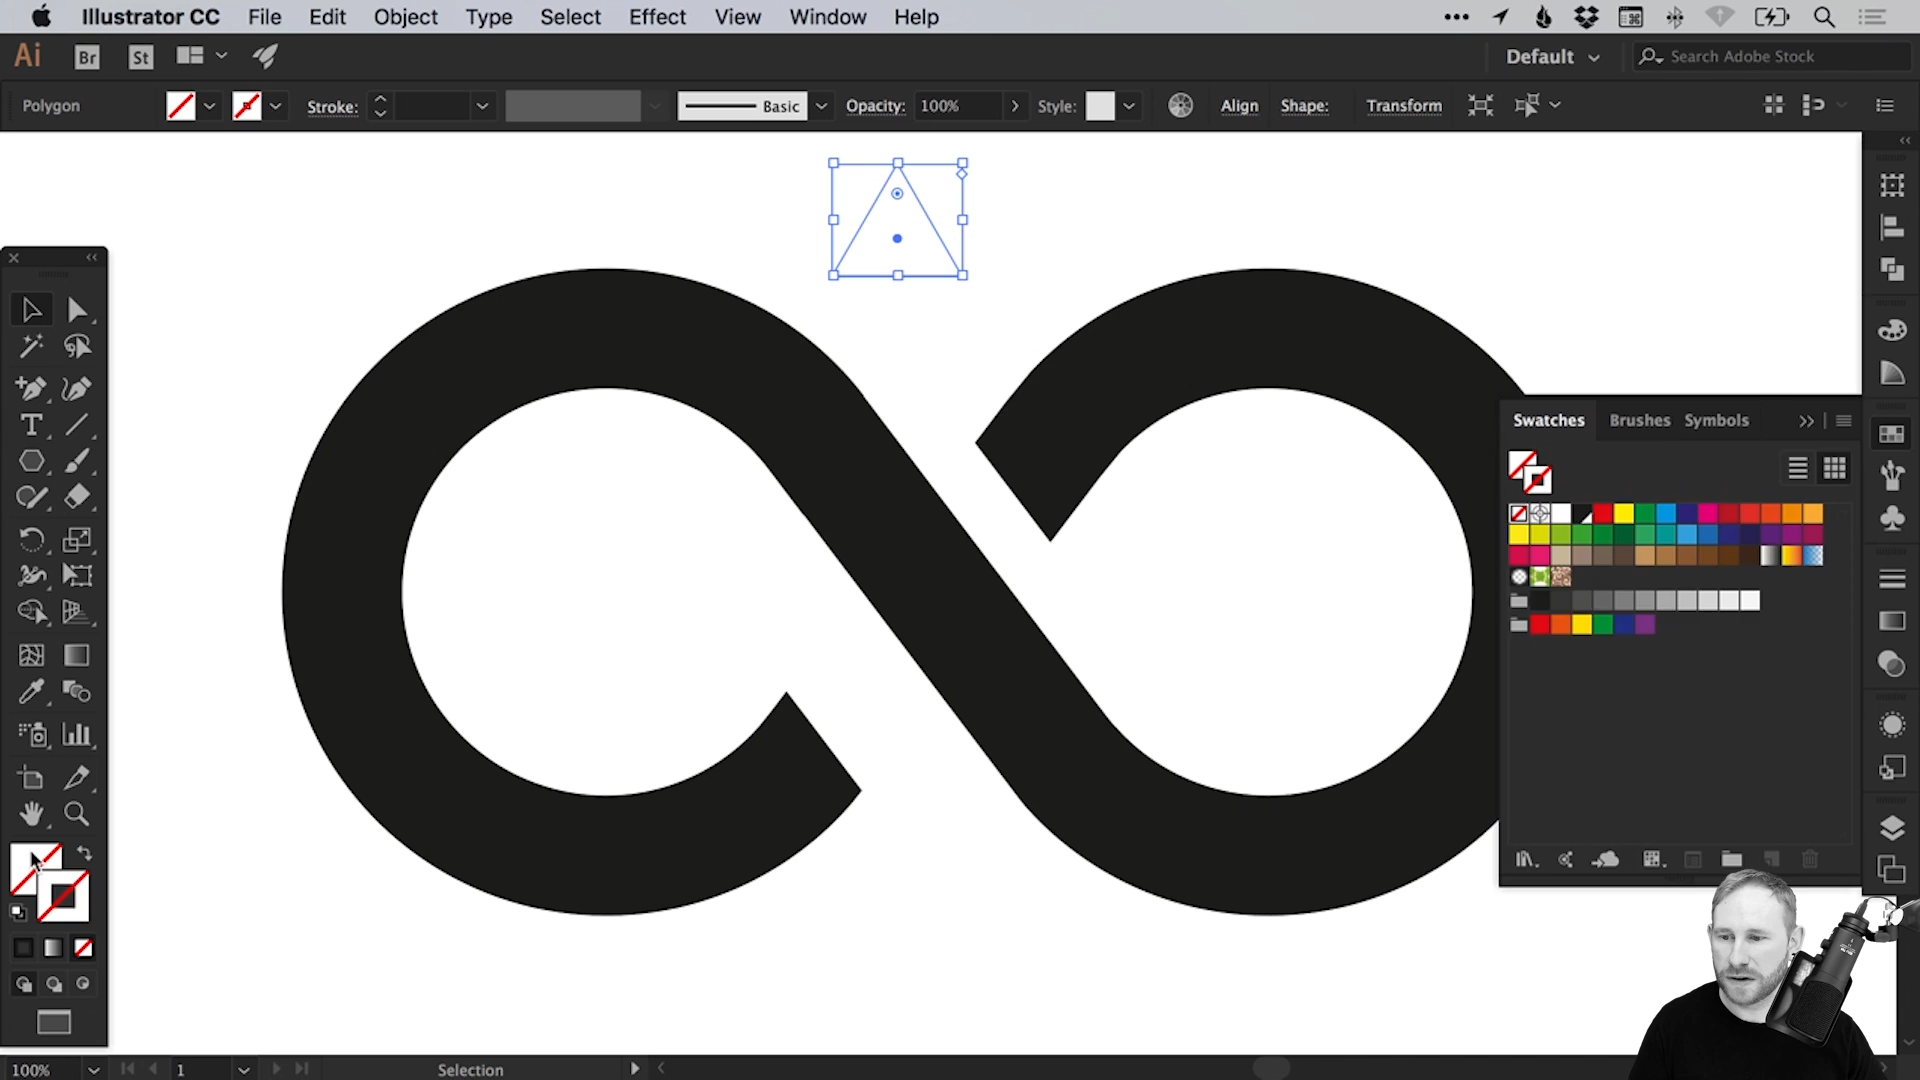 Illustrator CC File Edit Object Type Select Effect View Window Help
Ai Br St Default Search Adobe Stock
Polygon Stroke: Basic Opacity: 100% Style: Align Shape: Transform
Swatches Brushes Symbols
T
100% 1 Selection